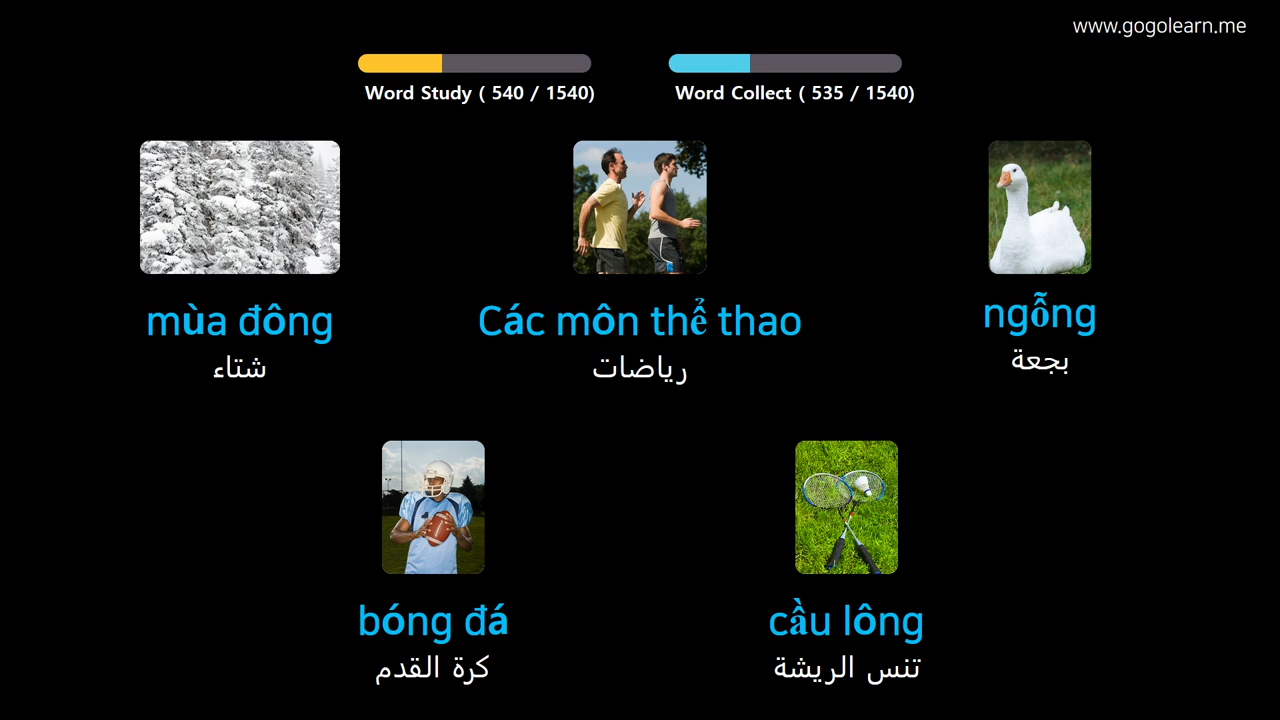 www.gogolearn.me
Word Study ( 540 / 1540)
Word Collect ( 535 / 1540)
mùa đông
شتاء
Các môn thể thao
رياضات
ngỗng
بجعة
bóng đá
كرة القدم
cầu lông
تنس الريشة